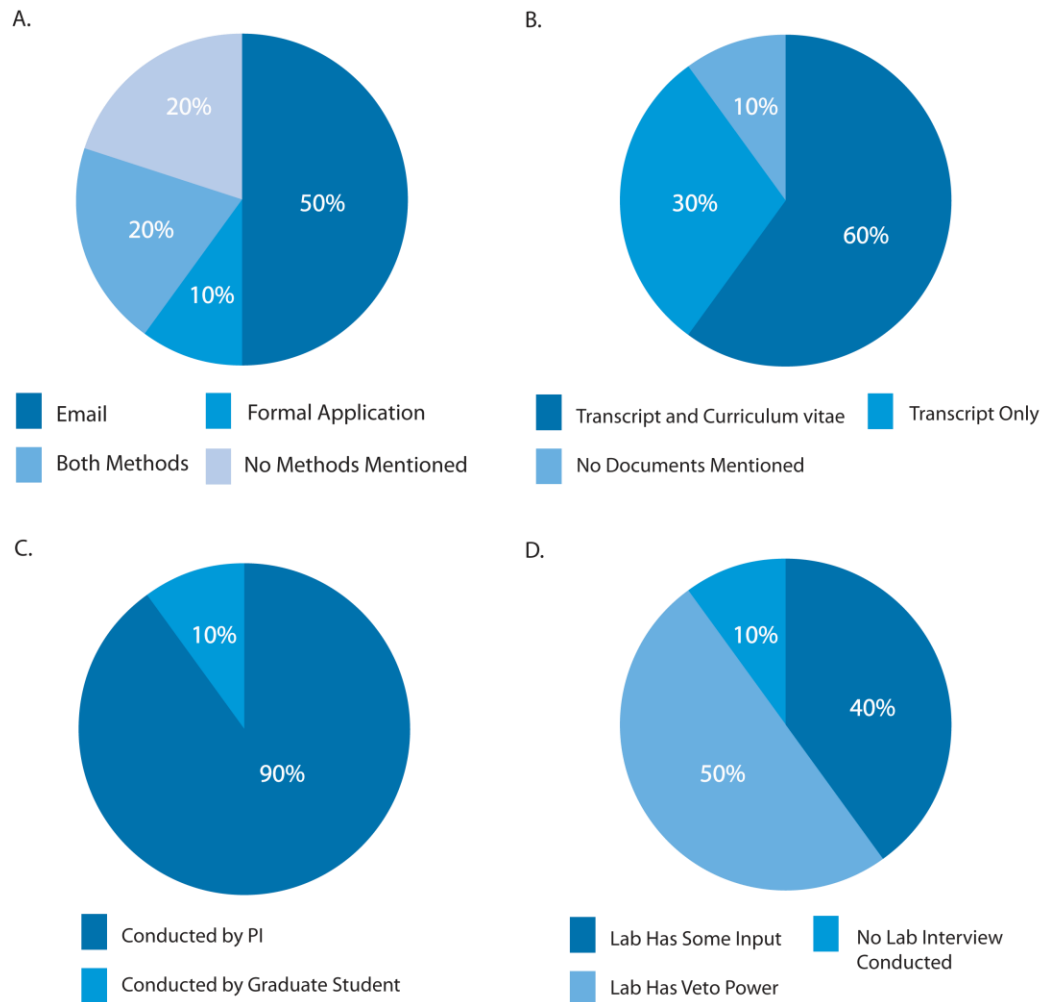 A.
20%
50%
20%
10%
Email
Formal Application
Both Methods
No Methods Mentioned
B.
10%
30%
60%
Transcript and Curriculum vitae
Transcript Only
No Documents Mentioned
C.
10%
90%
Conducted by PI
Conducted by Graduate Student
D.
10%
40%
50%
Lab Has Some Input
No Lab Interview
Conducted
Lab Has Veto Power